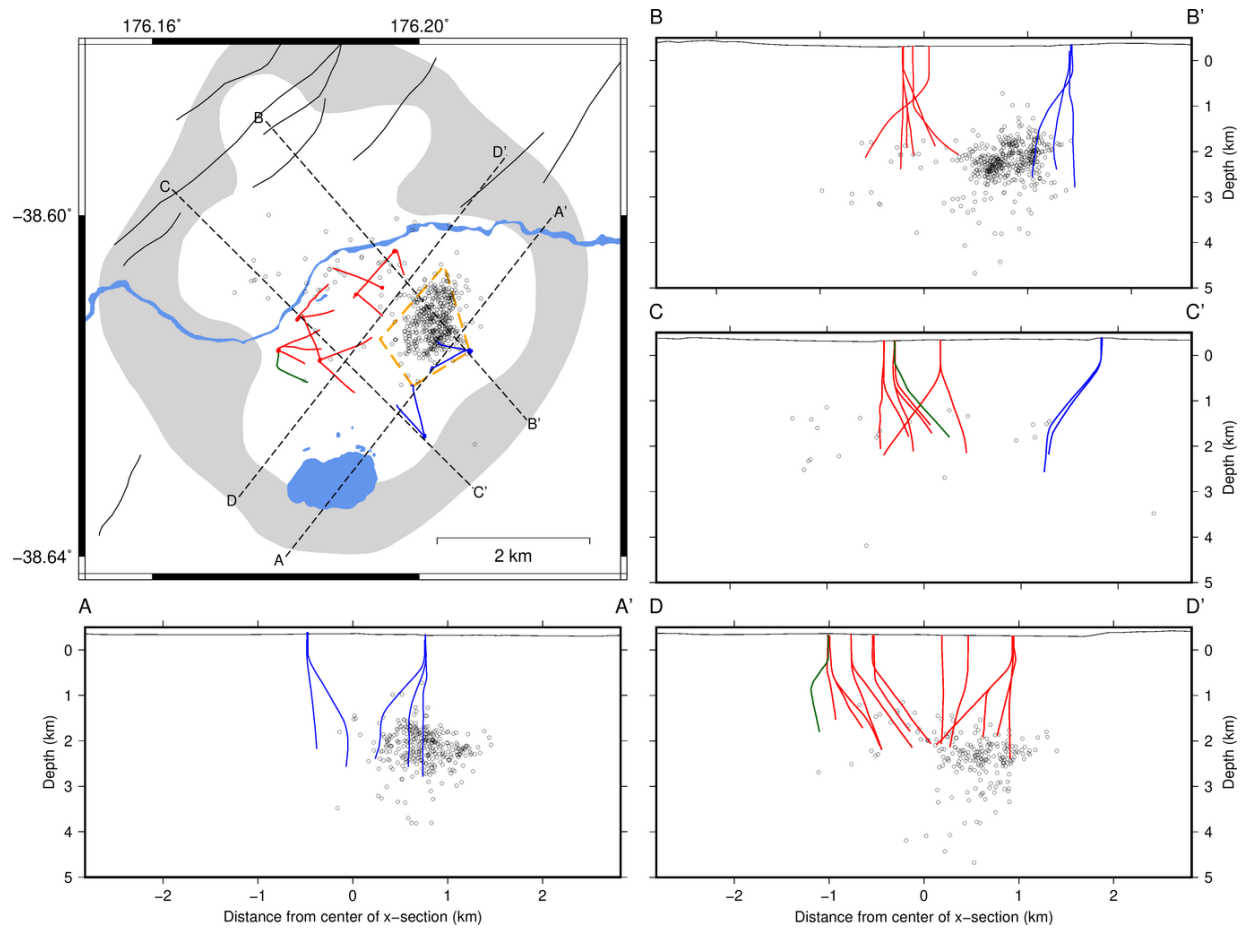 176.16˚ 176.20˚
−38.60˚
−38.64˚
B
D'
C
A'
B'
D
C'
A
2 km
B B'
0
1
2
3
4
5
Depth (km)
C C'
0
1
2
3
4
5
Depth (km)
A A'
0
1
2
3
4
5
Depth (km)
−2 −1 0 1 2
Distance from center of x−section (km)
D D'
0
1
2
3
4
5
Depth (km)
−2 −1 0 1 2
Distance from center of x−section (km)